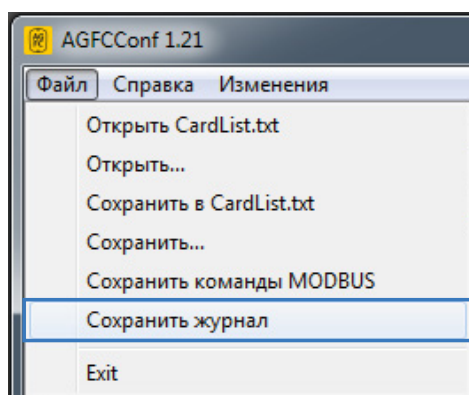 AGFCConf 1.21
Файл Справка Изменения
Открыть CardList.txt
Открыть...
Сохранить в CardList.txt
Сохранить...
Сохранить команды MODBUS
Сохранить журнал
Exit